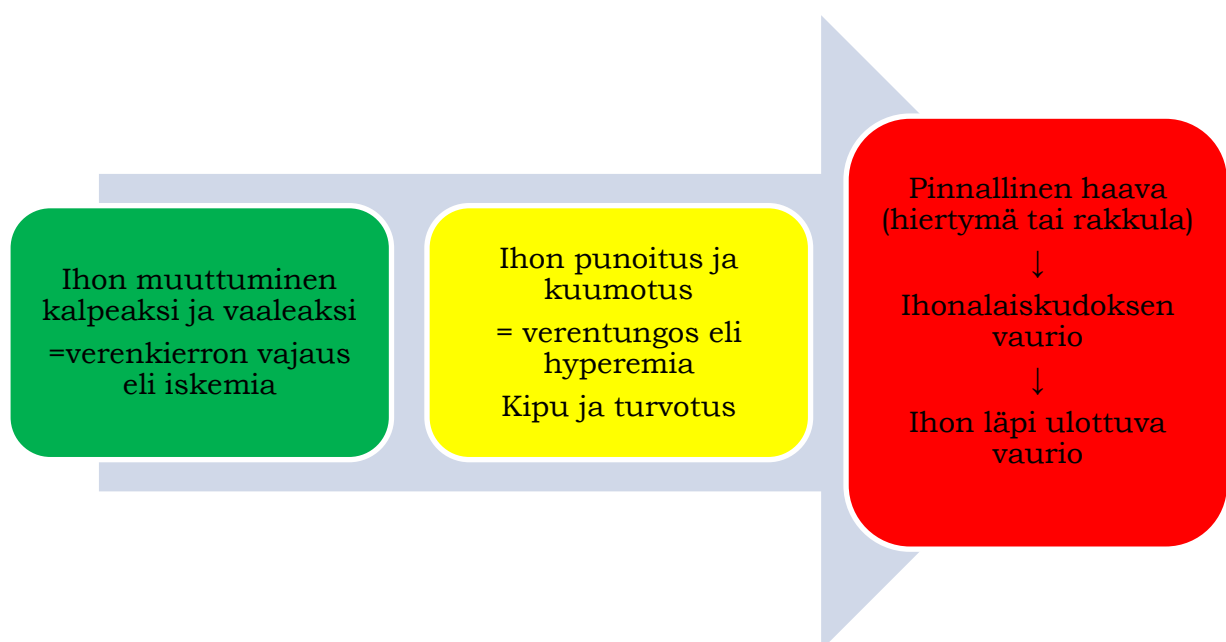 Ihon muuttuminen
kalpeaksi ja vaaleaksi
=verenkierron vajaus
eli iskemia
Ihon punoitus ja
kuumotus
= verentungos eli
hyperemia
Kipu ja turvotus
Pinnallinen haava
(hiertymä tai rakkula)
↓
Ihonalaiskudoksen
vaurio
↓
Ihon läpi ulottuva
vaurio